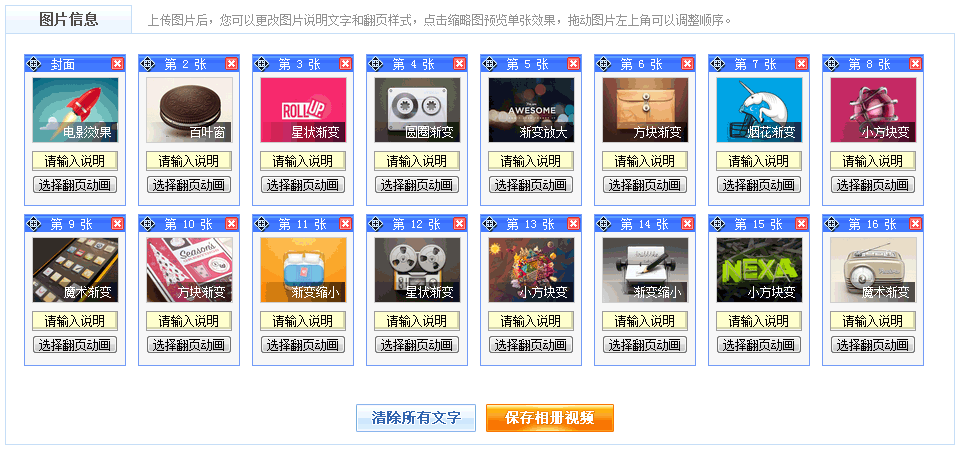 图片信息
上传图片后，您可以更改图片说明文字和翻页样式，点击缩略图预览单张效果，拖动图片左上角可以调整顺序。
封面 第 2 张 第 3 张 第 4 张 第 5 张 第 6 张 第 7 张 第 8 张
ROLLUP AWESOME
电影效果 百叶窗 星状渐变 圆圈渐变 渐变放大 方块渐变 烟花渐变 小方块变
请输入说明 请输入说明 请输入说明 请输入说明 请输入说明 请输入说明 请输入说明 请输入说明
选择翻页动画 选择翻页动画 选择翻页动画 选择翻页动画 选择翻页动画 选择翻页动画 选择翻页动画 选择翻页动画
第 9 张 第 10 张 第 11 张 第 12 张 第 13 张 第 14 张 第 15 张 第 16 张
Seasons NEXA
魔术渐变 方块渐变 渐变缩小 星状渐变 小方块变 渐变缩小 小方块变 魔术渐变
请输入说明 请输入说明 请输入说明 请输入说明 请输入说明 请输入说明 请输入说明 请输入说明
选择翻页动画 选择翻页动画 选择翻页动画 选择翻页动画 选择翻页动画 选择翻页动画 选择翻页动画 选择翻页动画
清除所有文字 保存相册视频